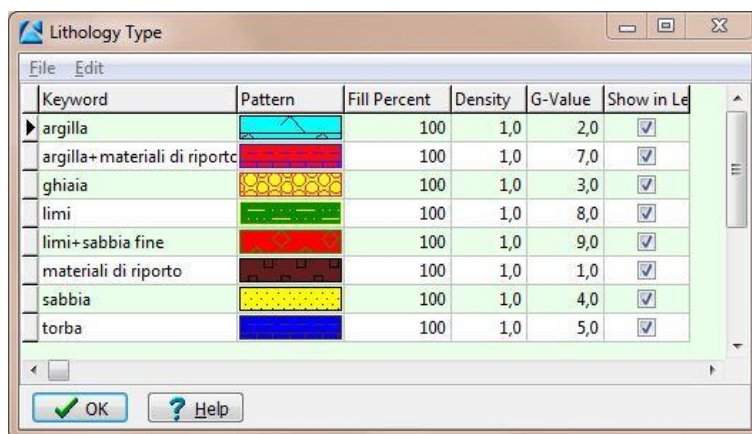 Lithology Type
File Edit
Keyword Pattern Fill Percent Density G-Value Show in Le
argilla 100 1,0 2,0
argilla+materiali di riporto 100 1,0 7,0
ghiaia 100 1,0 3,0
limi 100 1,0 8,0
limi+sabbia fine 100 1,0 9,0
materiali di riporto 100 1,0 1,0
sabbia 100 1,0 4,0
torba 100 1,0 5,0
OK ? Help